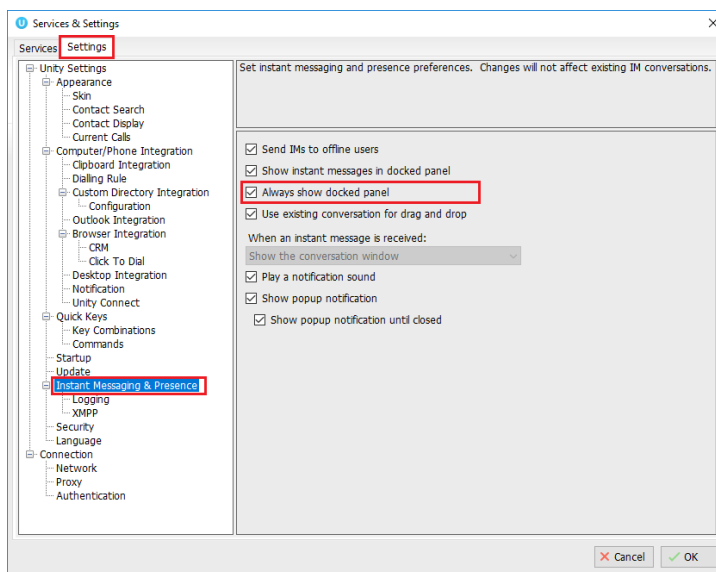 Services & Settings
Services
Settings
Unity Settings
Appearance
Skin
Contact Search
Contact Display
Current Calls
Computer/Phone Integration
Clipboard Integration
Dialling Rule
Custom Directory Integration
Configuration
Outlook Integration
Browser Integration
CRM
Click To Dial
Desktop Integration
Notification
Unity Connect
Quick Keys
Key Combinations
Commands
Startup
Update
Instant Messaging & Presence
Logging
XMPP
Security
Language
Connection
Network
Proxy
Authentication
Set instant messaging and presence preferences. Changes will not affect existing IM conversations.
Send IMs to offline users
Show instant messages in docked panel
Always show docked panel
Use existing conversation for drag and drop
When an instant message is received:
Show the conversation window
Play a notification sound
Show popup notification
Show popup notification until closed
Cancel
OK